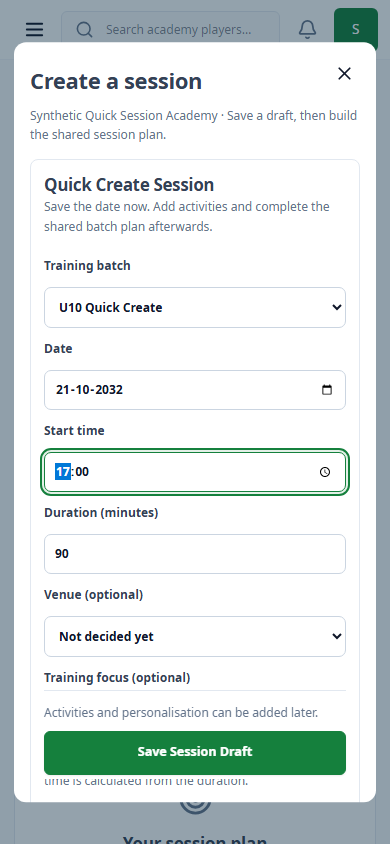 Search academy players...
S
Create a session
Synthetic Quick Session Academy · Save a draft, then build
the shared session plan.
Quick Create Session
Save the date now. Add activities and complete the
shared batch plan afterwards.
Training batch
U10 Quick Create
Date
21-10-2032
Start time
17:00
Duration (minutes)
90
Venue (optional)
Not decided yet
Training focus (optional)
Activities and personalisation can be added later.
Save Session Draft
time is calculated from the duration.
Your session plan